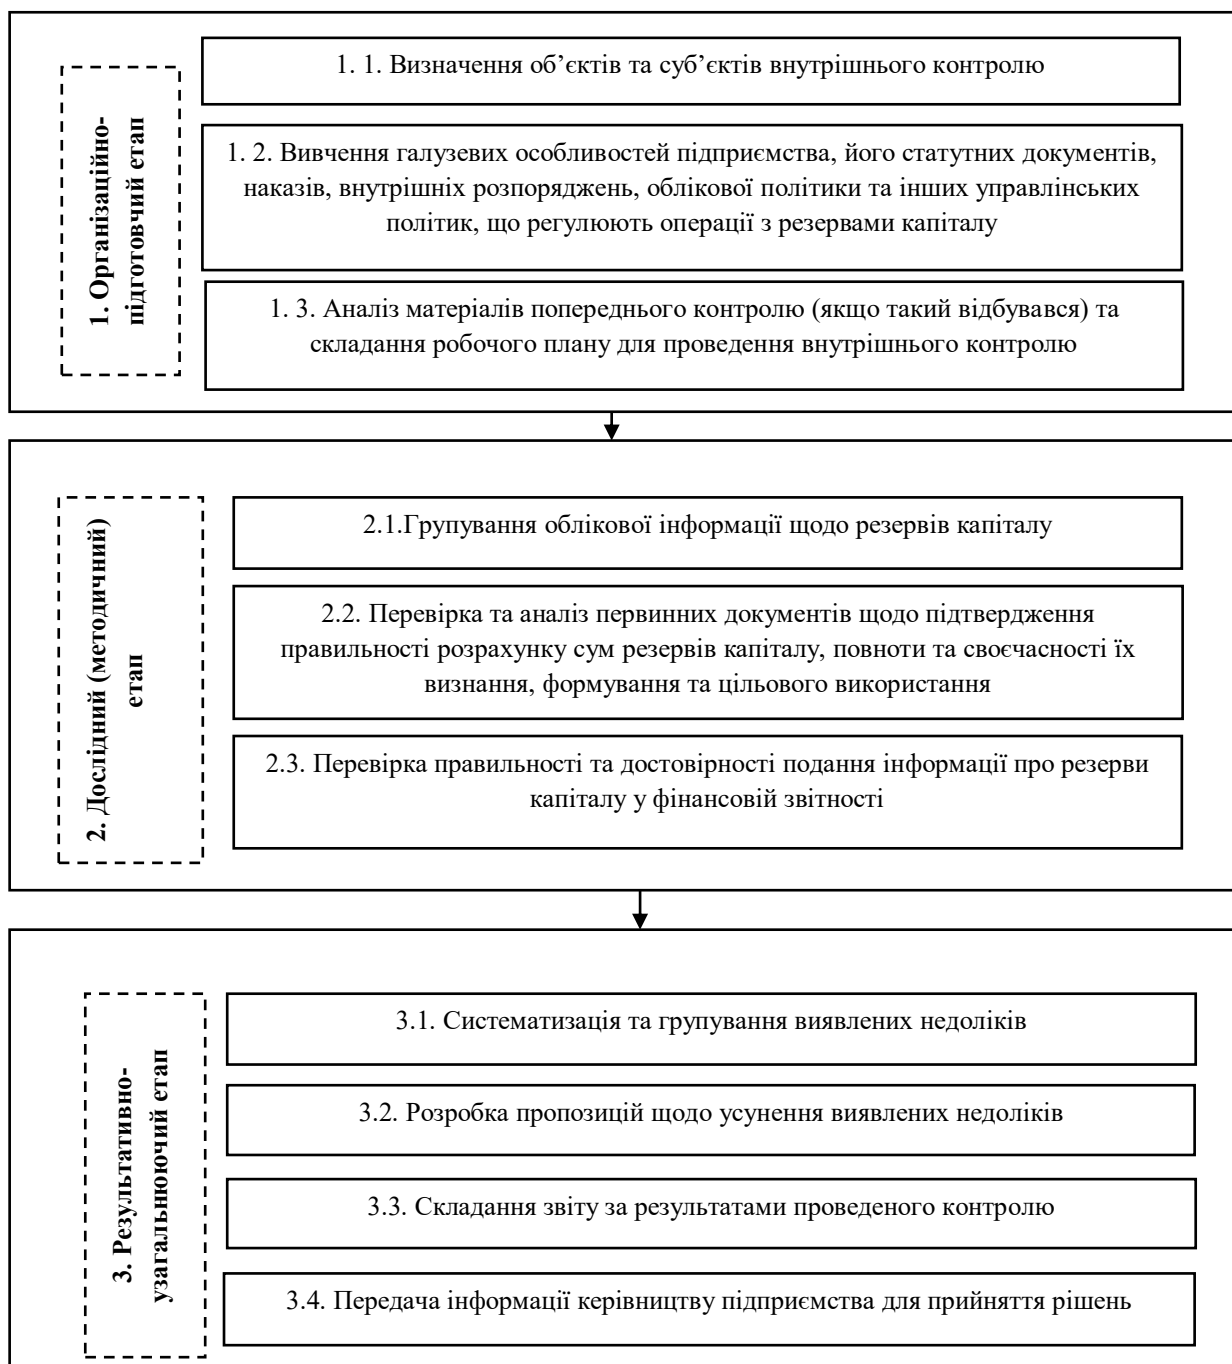 1. Організаційно-
підготовчий етап
1. 1. Визначення об’єктів та суб’єктів внутрішнього контролю
1. 2. Вивчення галузевих особливостей підприємства, його статутних документів,
наказів, внутрішніх розпоряджень, облікової політики та інших управлінських
політик, що регулюють операції з резервами капіталу
1. 3. Аналіз матеріалів попереднього контролю (якщо такий відбувався) та
складання робочого плану для проведення внутрішнього контролю
2. Дослідний (методичний)
етап
2.1.Групування облікової інформації щодо резервів капіталу
2.2. Перевірка та аналіз первинних документів щодо підтвердження
правильності розрахунку сум резервів капіталу, повноти та своєчасності їх
визнання, формування та цільового використання
2.3. Перевірка правильності та достовірності подання інформації про резерви
капіталу у фінансовій звітності
3. Результативно-
узагальнюючий етап
3.1. Систематизація та групування виявлених недоліків
3.2. Розробка пропозицій щодо усунення виявлених недоліків
3.3. Складання звіту за результатами проведеного контролю
3.4. Передача інформації керівництву підприємства для прийняття рішень